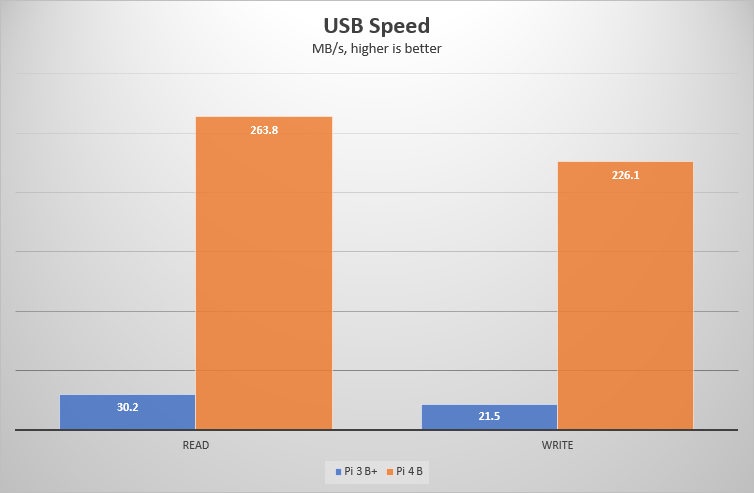 USB Speed
MB/s, higher is better
263.8
226.1
30.2
21.5
READ WRITE
Pi 3 B+ Pi 4 B